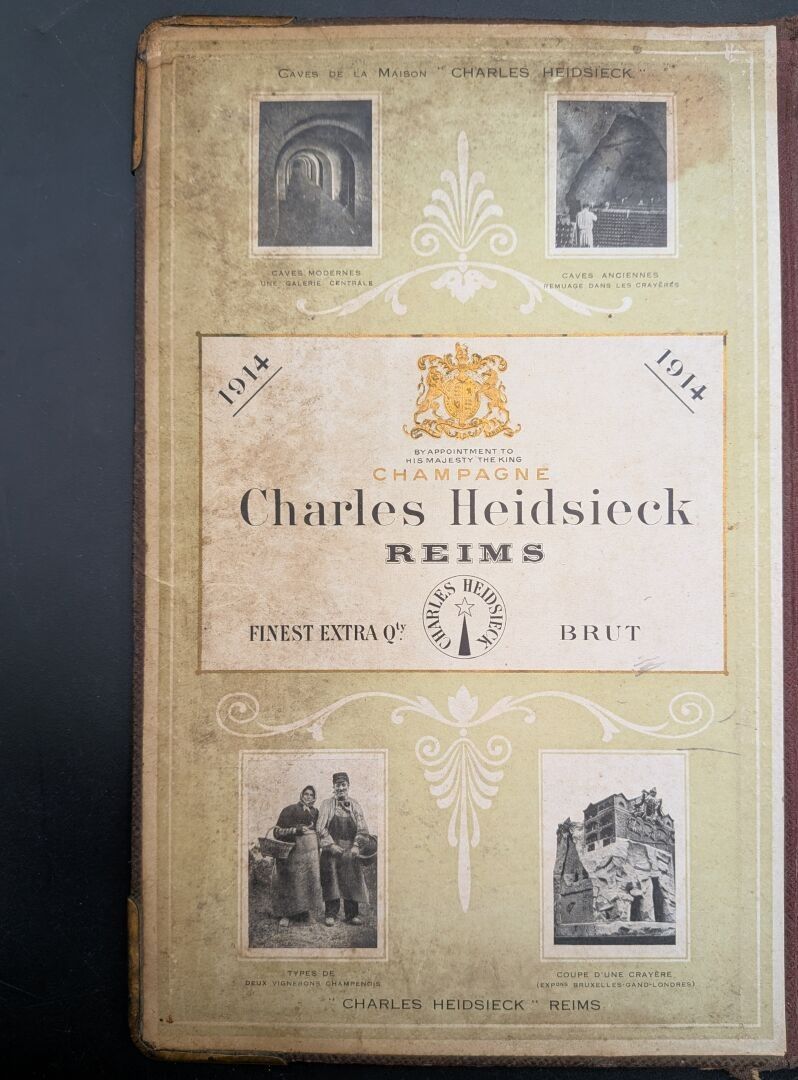 CAVES DE LA MAISON "CHARLES HEIDSIECK"
CAVES MODERNES
UNE GALERIE CENTRALE
CAVES ANCIENNES
REMUAGE DANS LES CRAYÈRES
1914
1914
BY APPOINTMENT TO
HIS MAJESTY THE KING
CHAMPAGNE
Charles Heidsieck
REIMS
FINEST EXTRA Qty.
CHARLES HEIDSIECK
BRUT
TYPES DE
DEUX VIGNERONS CHAMPENOIS
COUPE D'UNE CRAYÈRE
(EXPONS BRUXELLES-GAND-LONDRES)
"CHARLES HEIDSIECK" REIMS